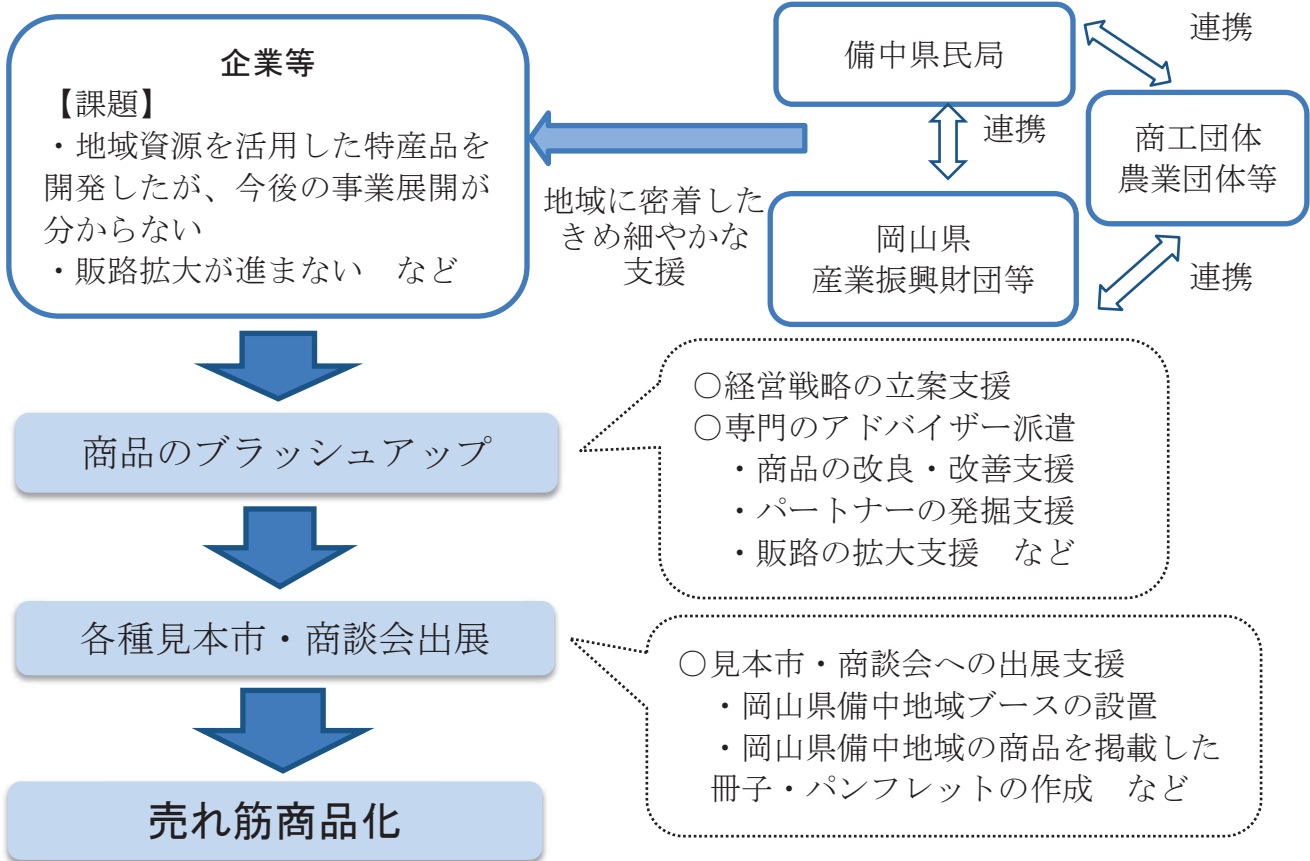 企業等
【課題】
・地域資源を活用した特産品を
開発したが、今後の事業展開が
分からない
・販路拡大が進まない　など
地域に密着した
きめ細やかな
支援
備中県民局
連携
連携
商工団体
農業団体等
岡山県
産業振興財団等
連携
商品のブラッシュアップ
○経営戦略の立案支援
○専門のアドバイザー派遣
・商品の改良・改善支援
・パートナーの発掘支援
・販路の拡大支援　など
各種見本市・商談会出展
○見本市・商談会への出展支援
・岡山県備中地域ブースの設置
・岡山県備中地域の商品を掲載した
冊子・パンフレットの作成　など
売れ筋商品化